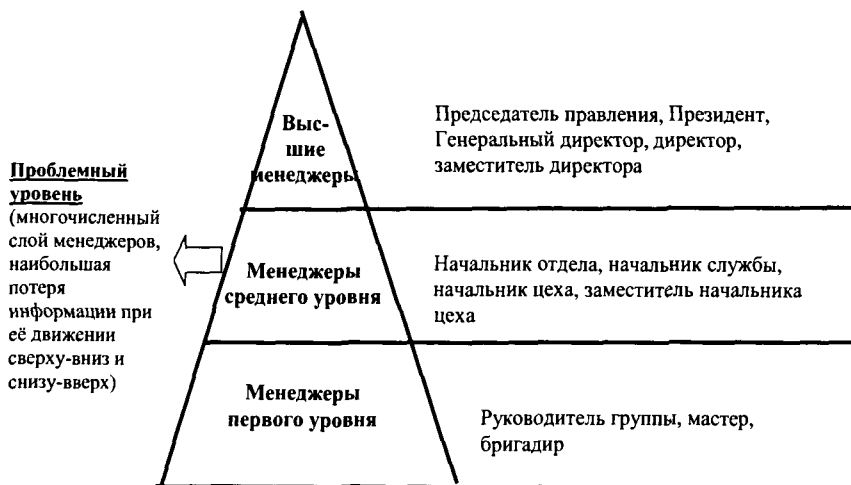 Выс-
шие
менеджеры
Председатель правления, Президент,
Генеральный директор, директор,
заместитель директора
Проблемный
уровень
(многочисленный
слой менеджеров,
наибольшая
потеря
информации при
её движении
сверху-вниз и
снизу-вверх)
Менеджеры
среднего уровня
Начальник отдела, начальник службы,
начальник цеха, заместитель начальника
цеха
Менеджеры
первого уровня
Руководитель группы, мастер,
бригадир